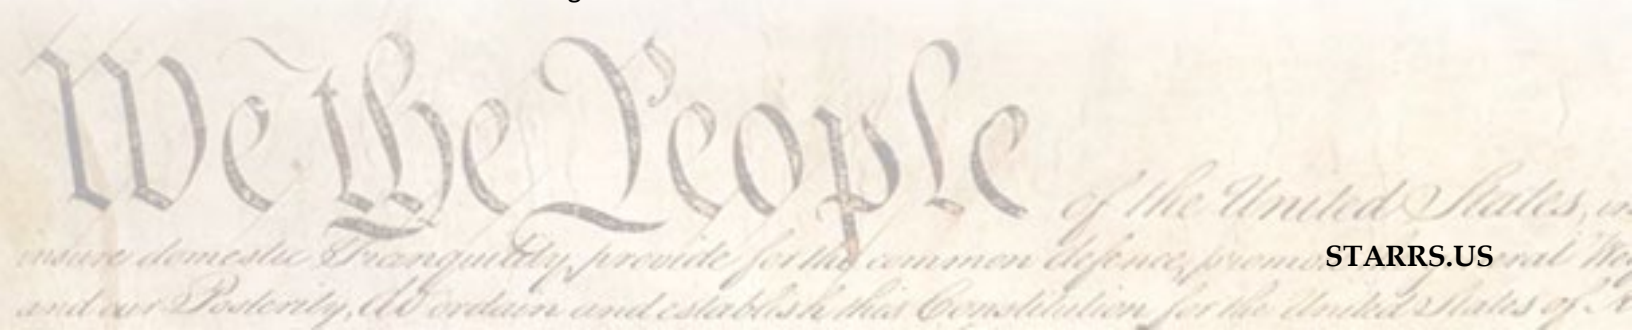 We the People of the United States,
insure domestic Tranquility, provide for the common defence,
STARRS.US
and our Posterity, do ordain and establish this Constitution for the United States of